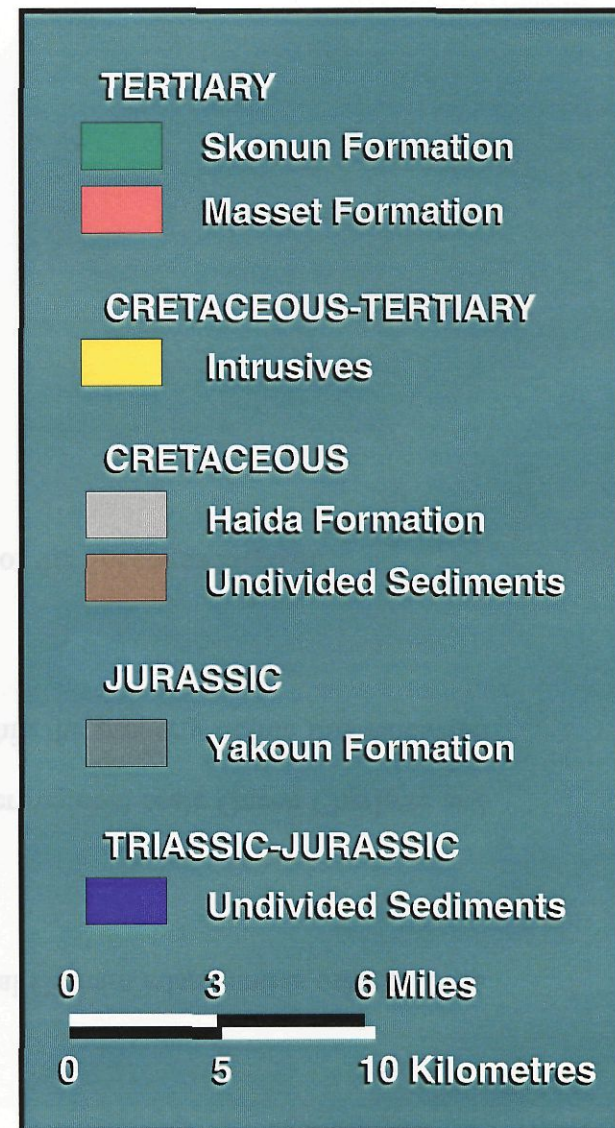 TERTIARY
Skonun Formation
Masset Formation
CRETACEOUS-TERTIARY
Intrusives
CRETACEOUS
Haida Formation
Undivided Sediments
JURASSIC
Yakoun Formation
TRIASSIC-JURASSIC
Undivided Sediments
0 3 6 Miles
0 5 10 Kilometres